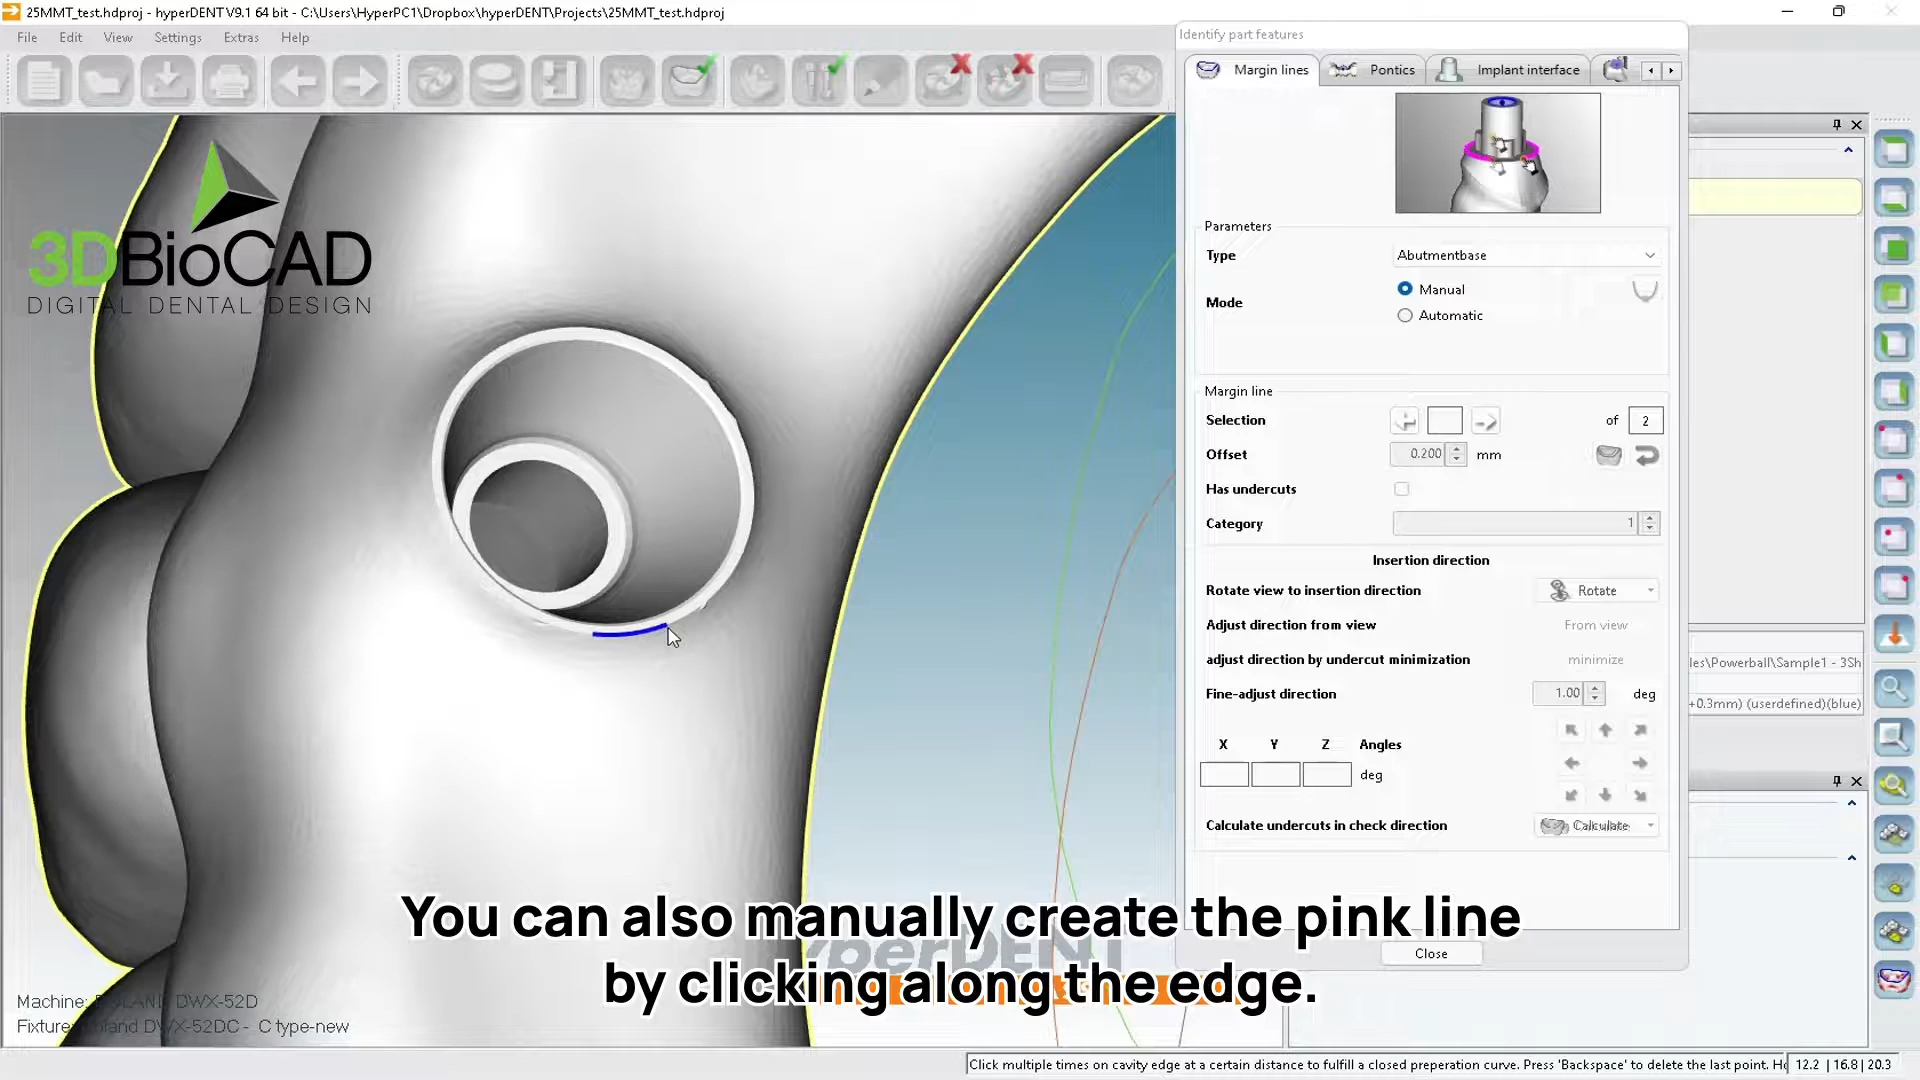 25MMT_test.hdproj - hyperDENT V9.1 64 bit - C:\Users\HyperPC1\Dropbox\hyperDENT\Projects\25MMT_test.hdproj
File Edit View Settings Extras Help
Identify part features
Margin lines Pontics Implant interface
3DBioCAD
DIGITAL DENTAL DESIGN
Parameters
Type Abutmentbase
Mode Manual
Automatic
Margin line
Selection of 2
Offset 0.200 mm
Has undercuts
Category 1
Insertion direction
Rotate view to insertion direction Rotate
Adjust direction from view From view
adjust direction by undercut minimization minimize
Fine-adjust direction 1.00 deg
X Y Z Angles
deg
Calculate undercuts in check direction Calculate
Close
les\Powerball\Sample1 - 3Sh
+0.3mm) (userdefined)(blue)
You can also manually create the pink line
by clicking along the edge.
hyperDENT
Machine: ROLAND DWX-52D
Fixture: Roland DWX-52DC - C type-new
Click multiple times on cavity edge at a certain distance to fulfill a closed preperation curve. Press 'Backspace' to delete the last point. Ho 12.2 | 16.8 | 20.3